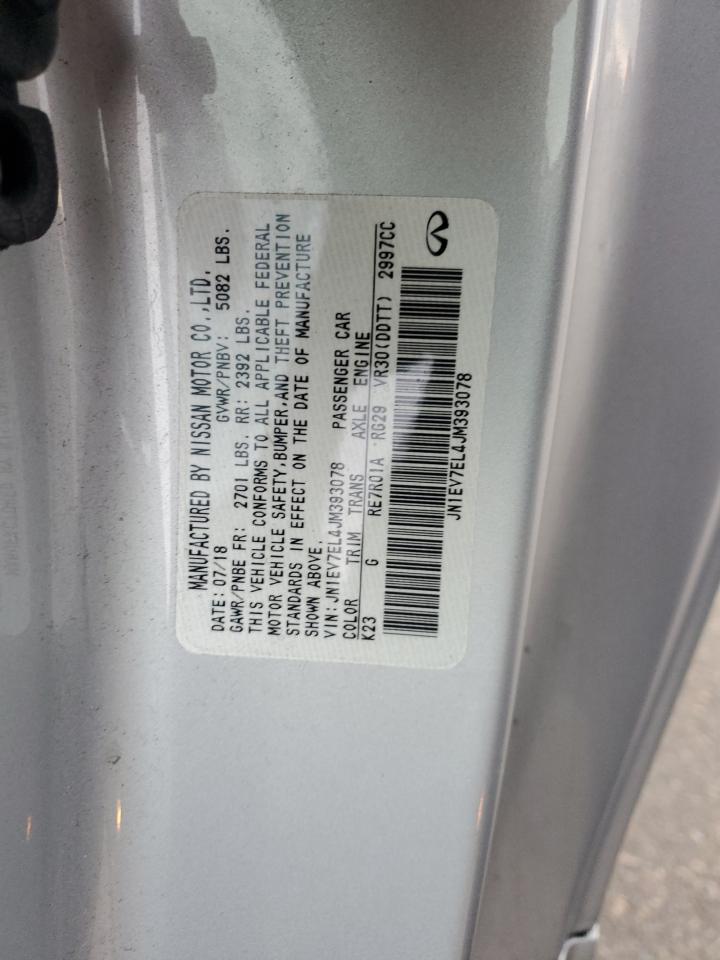 MANUFACTURED BY NISSAN MOTOR CO.,LTD.
DATE: 07/18 GVWR/PNBV: 5082 LBS.
GAWR/PNBE FR: 2701 LBS. RR: 2392 LBS.
THIS VEHICLE CONFORMS TO ALL APPLICABLE FEDERAL
MOTOR VEHICLE SAFETY,BUMPER,AND THEFT PREVENTION
STANDARDS IN EFFECT ON THE DATE OF MANUFACTURE
SHOWN ABOVE.
VIN:JN1EV7EL4JM393078 PASSENGER CAR
COLOR TRIM TRANS AXLE ENGINE
K23 G RE7R01A RG29 VR30(DDTT) 2997CC
JN1EV7EL4JM393078